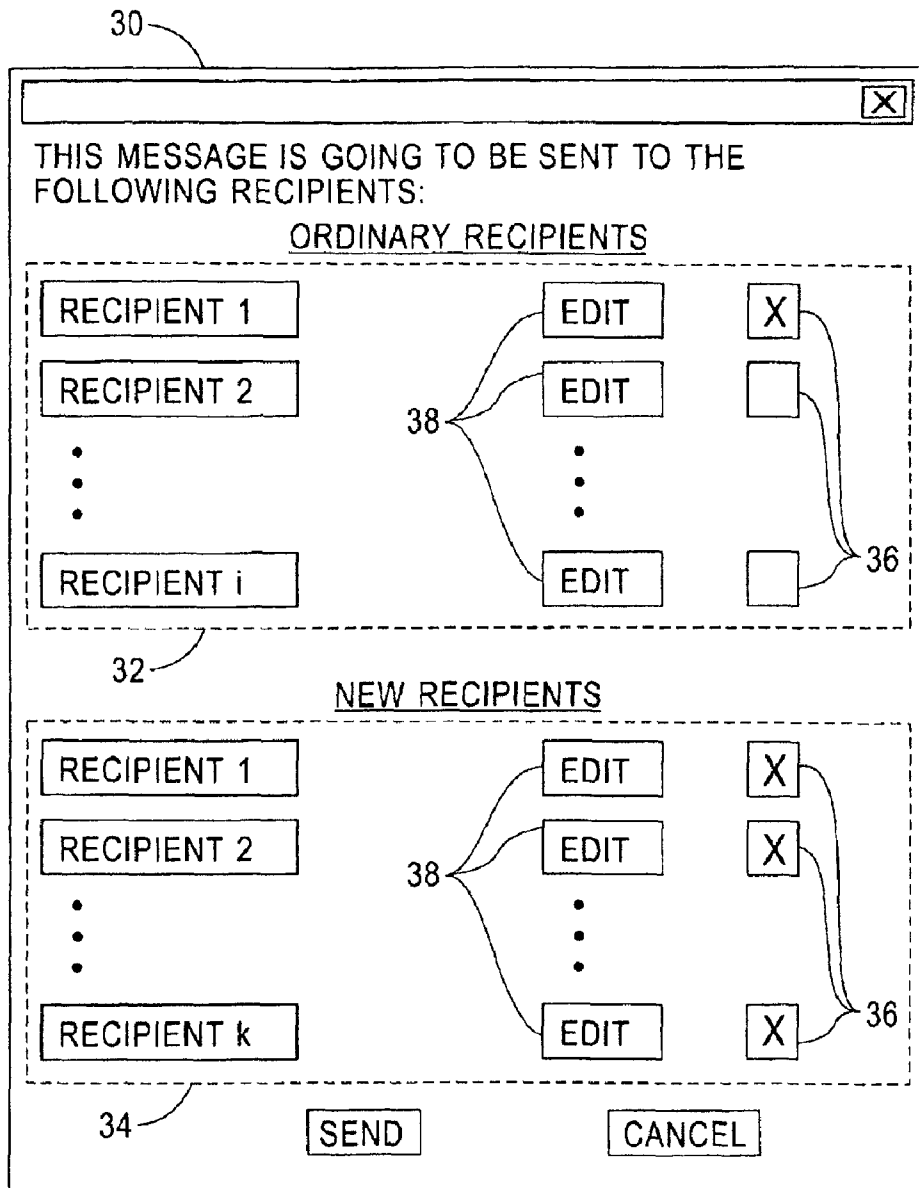 30
X
THIS MESSAGE IS GOING TO BE SENT TO THE
FOLLOWING RECIPIENTS:
ORDINARY RECIPIENTS
RECIPIENT 1 EDIT X
RECIPIENT 2 EDIT
38
RECIPIENT i EDIT
36
32
NEW RECIPIENTS
RECIPIENT 1 EDIT X
RECIPIENT 2 EDIT X
38
RECIPIENT k EDIT X
36
34
SEND CANCEL